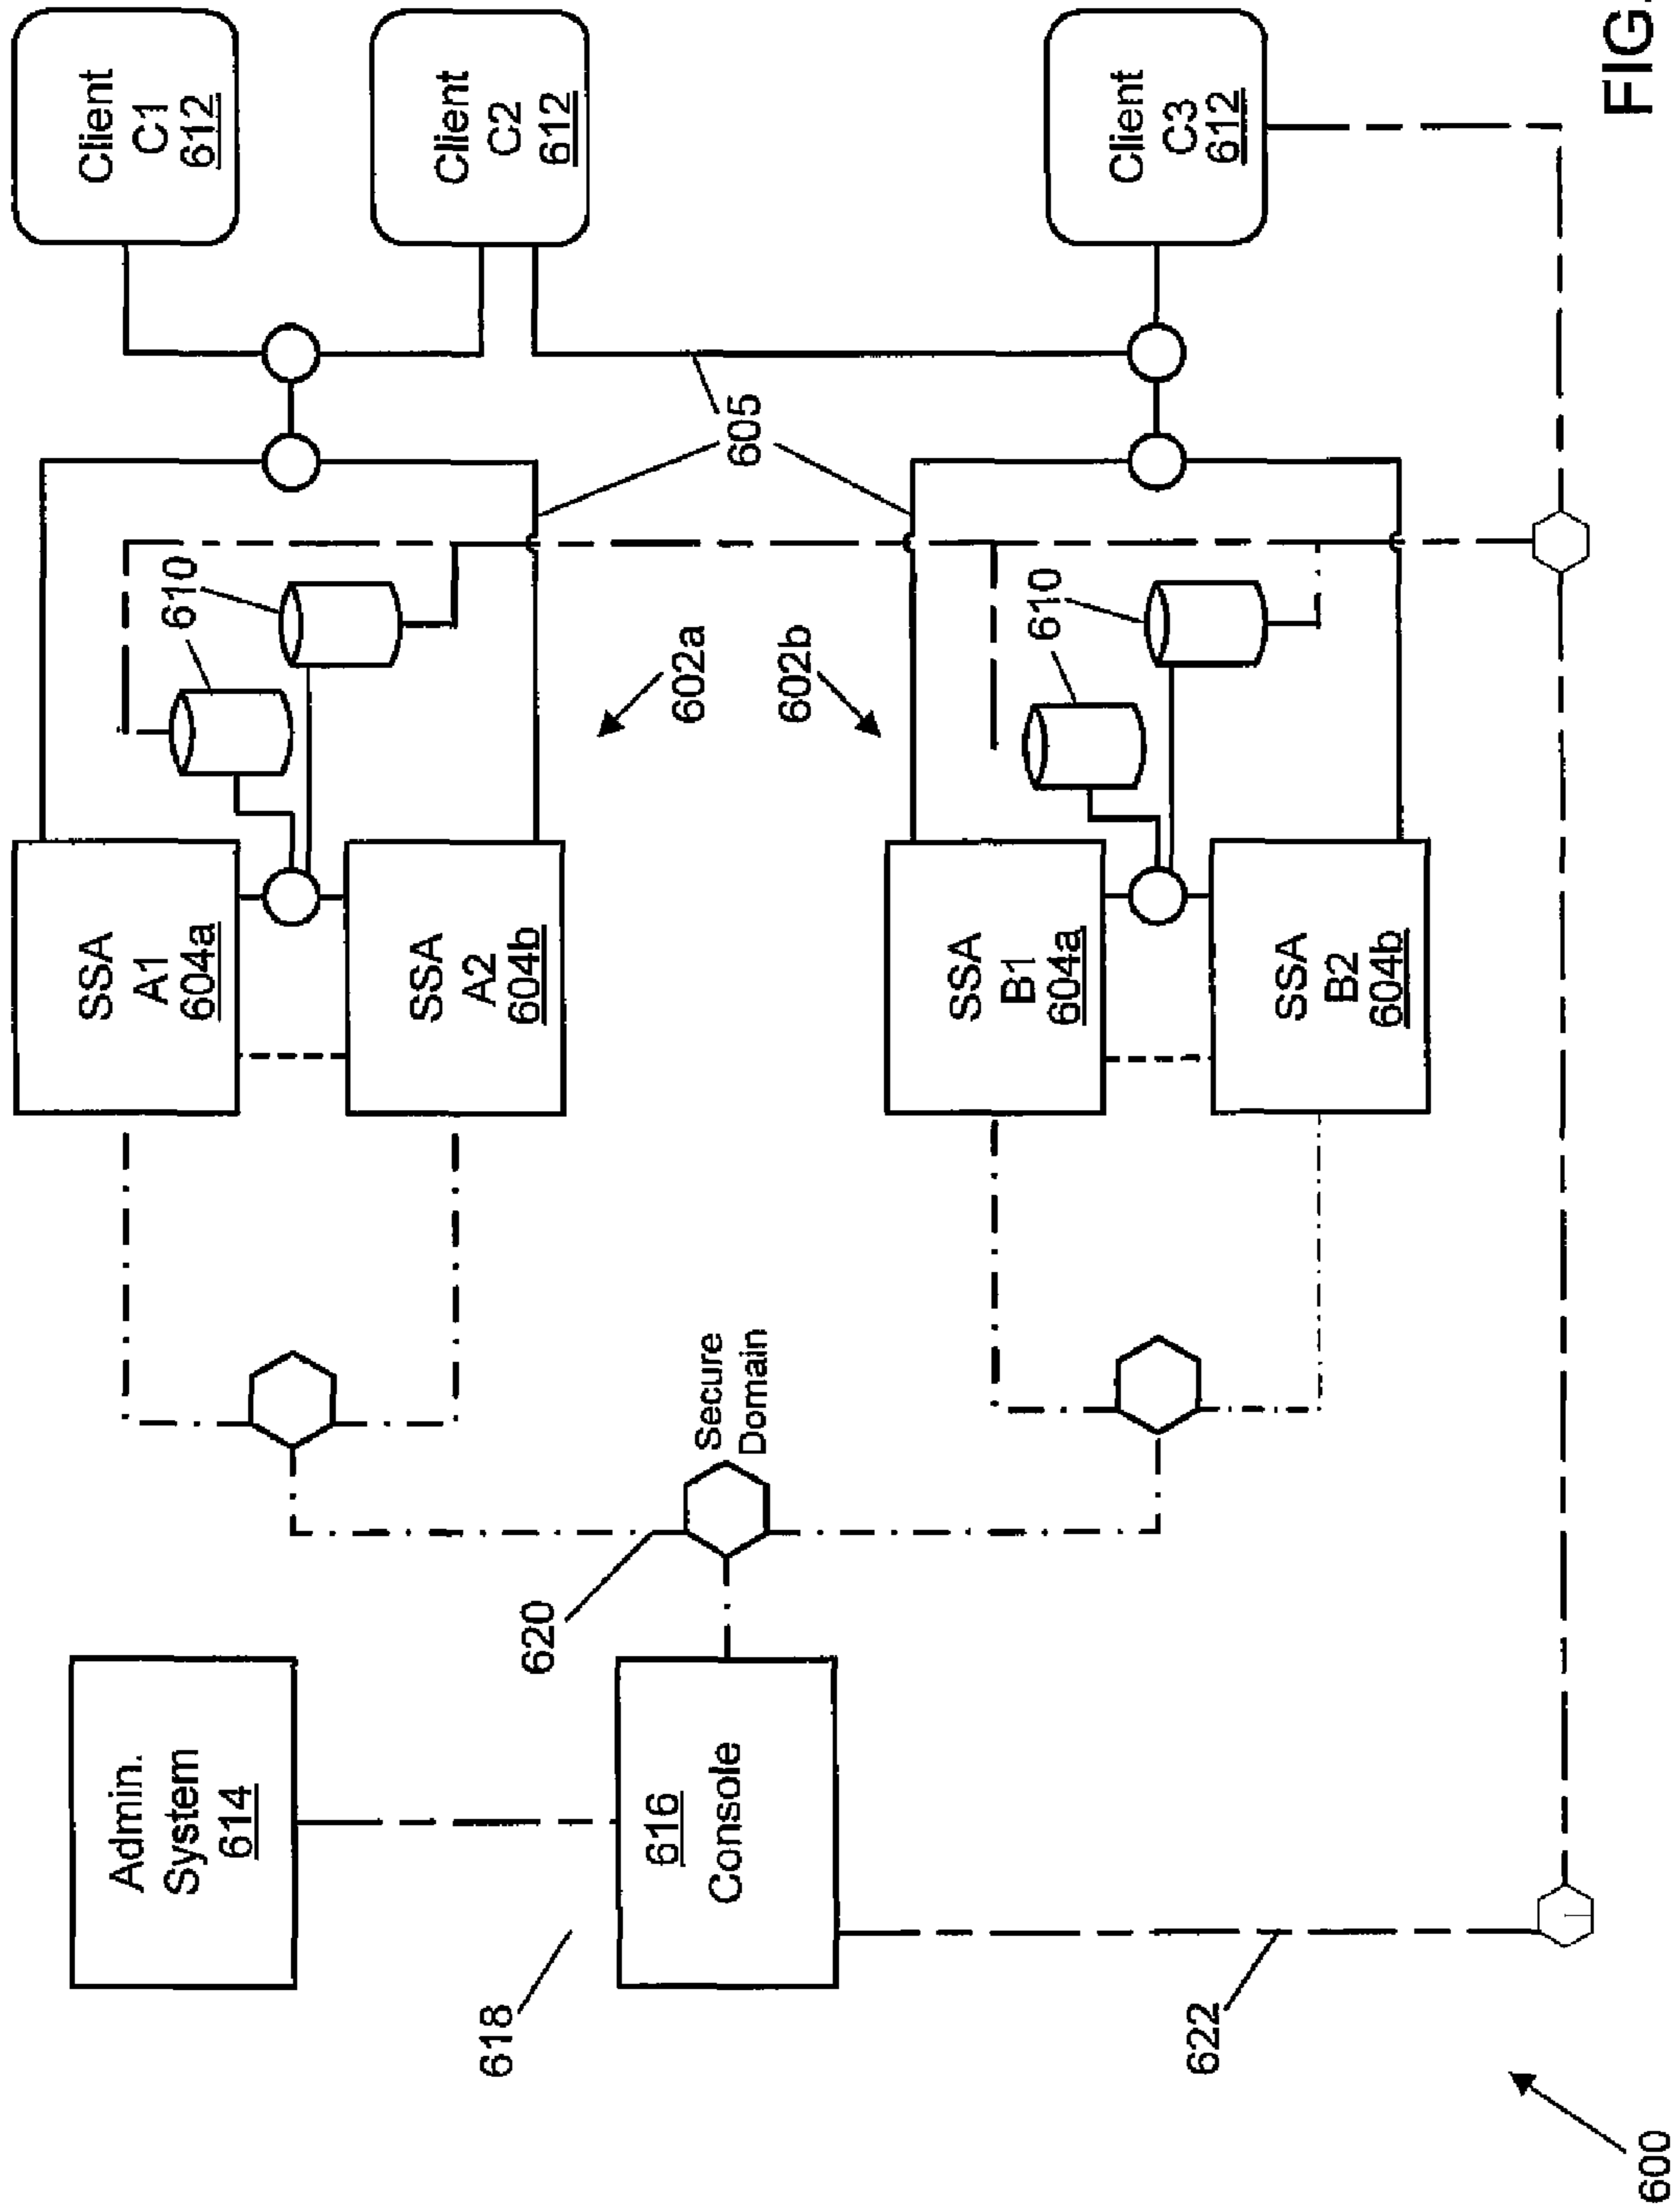 Admin.
System
614
618
616
Console
620
622
600
Secure
Domain
SSA
A1
604a
SSA
A2
604b
SSA
B1
604a
SSA
B2
604b
610
602a
602b
610
605
Client
C1
612
Client
C2
612
Client
C3
612
FIG.